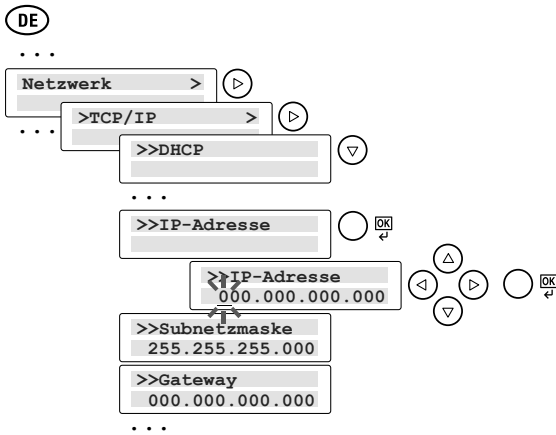 DE
...
Netzwerk >
...
>TCP/IP >
>>DHCP
...
>>IP-Adresse
OK
>>IP-Adresse
000.000.000.000
OK
>>Subnetzmaske
255.255.255.000
>>Gateway
000.000.000.000
...